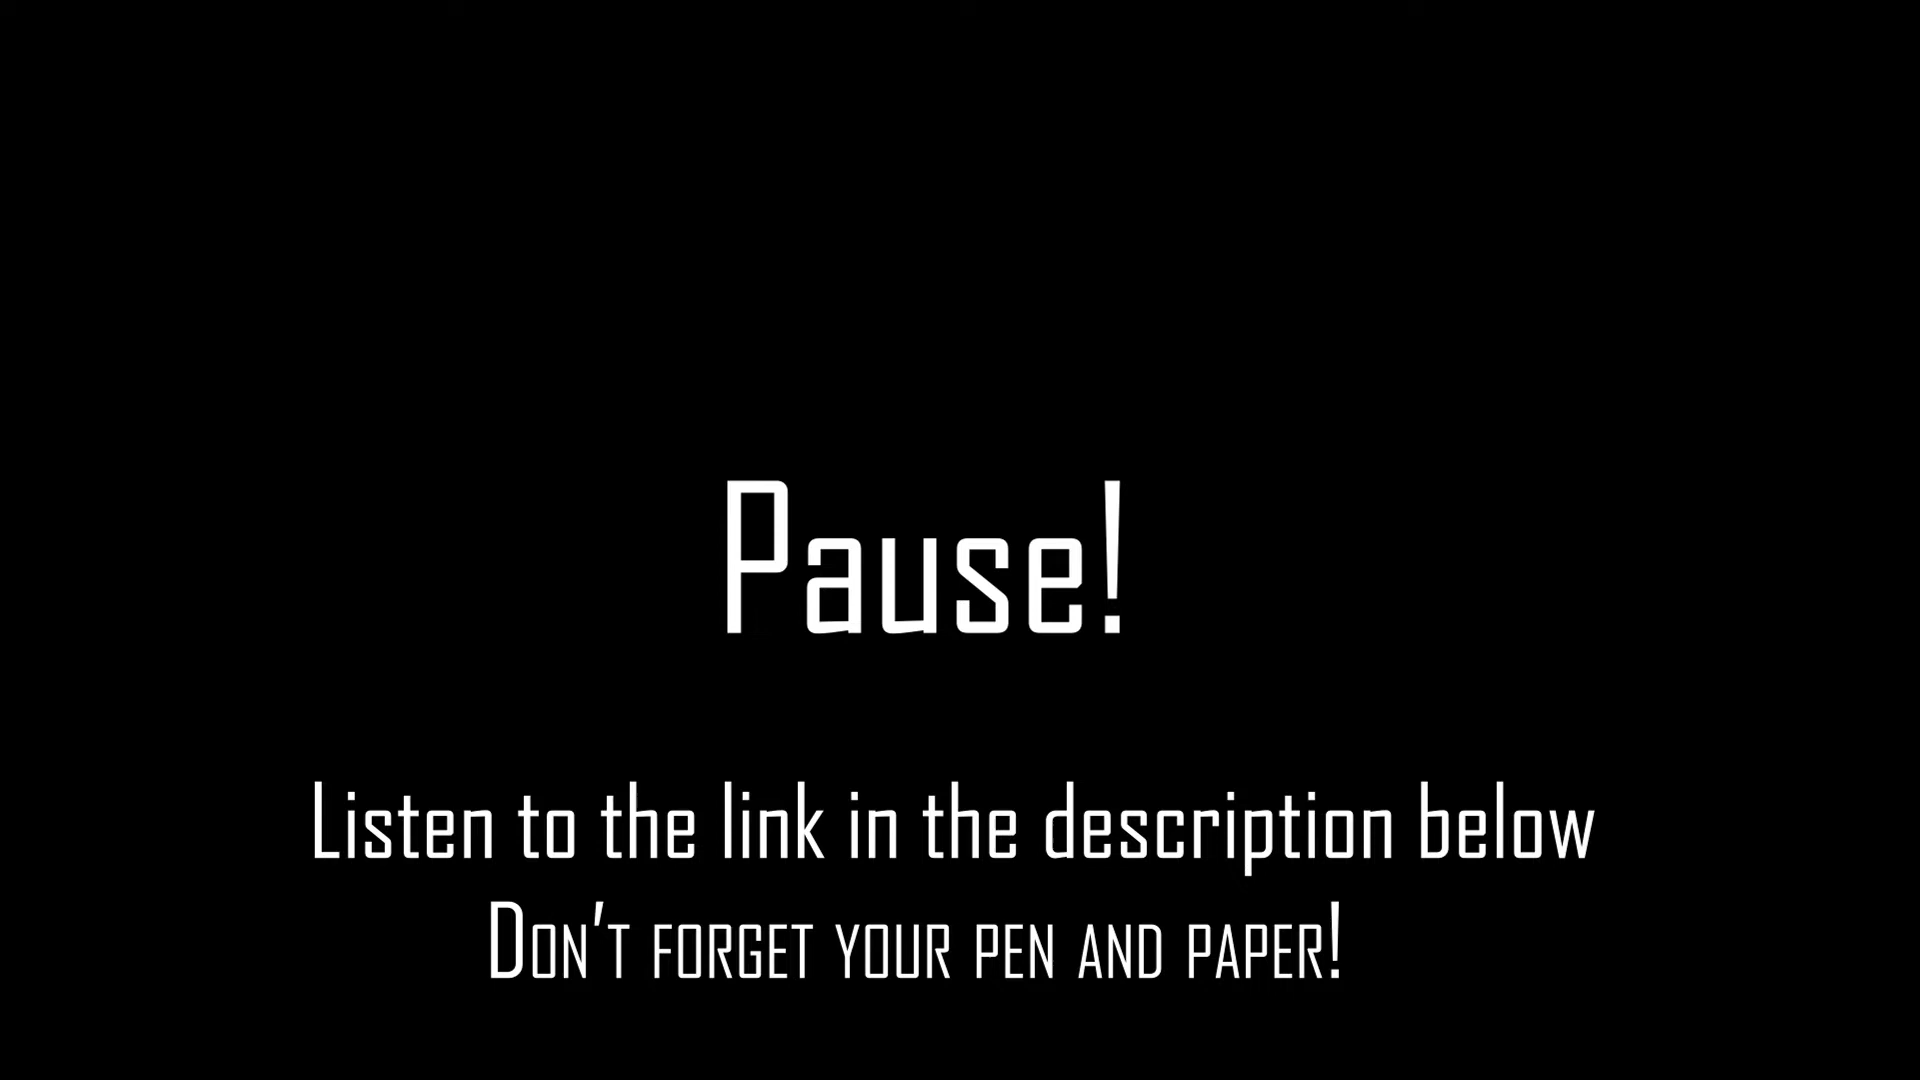 Pause!
Listen to the link in the description below
Don't forget your pen and paper!